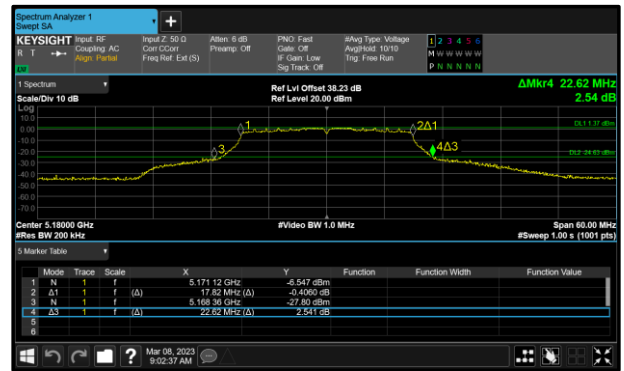 Spectrum Analyzer 1
Swept SA
+
KEYSIGHT Input: RF Input Z: 50 Ω Atten: 6 dB PNO: Fast #Avg Type: Voltage 1 2 3 4 5 6
R T Coupling: AC Corr CCorr Preamp: Off Gate: Off Avg|Hold: 10/10 M W W W W W
Align: Partial Freq Ref: Ext (S) IF Gain: Low Trig: Free Run
Sig Track: Off P N N N N N
LXI
1 Spectrum
Ref Lvl Offset 38.23 dB ΔMkr4 22.62 MHz
Scale/Div 10 dB Ref Level 20.00 dBm 2.54 dB
Log
10.0
0.00 1 2Δ1 DL1 1.37 dBm
-10.0
-20.0 3 4Δ3 DL2 -24.63 dBm
-30.0
-40.0
-50.0
-60.0
-70.0
Center 5.18000 GHz #Video BW 1.0 MHz Span 60.00 MHz
#Res BW 200 kHz #Sweep 1.00 s (1001 pts)
5 Marker Table
Mode Trace Scale X Y Function Function Width Function Value
1 N 1 f 5.171 12 GHz -6.547 dBm
2 Δ1 1 f (Δ) 17.82 MHz (Δ) -0.4060 dB
3 N 1 f 5.168 36 GHz -27.80 dBm
4 Δ3 1 f (Δ) 22.62 MHz (Δ) 2.541 dB
5
6
? Mar 08, 2023
9:02:37 AM